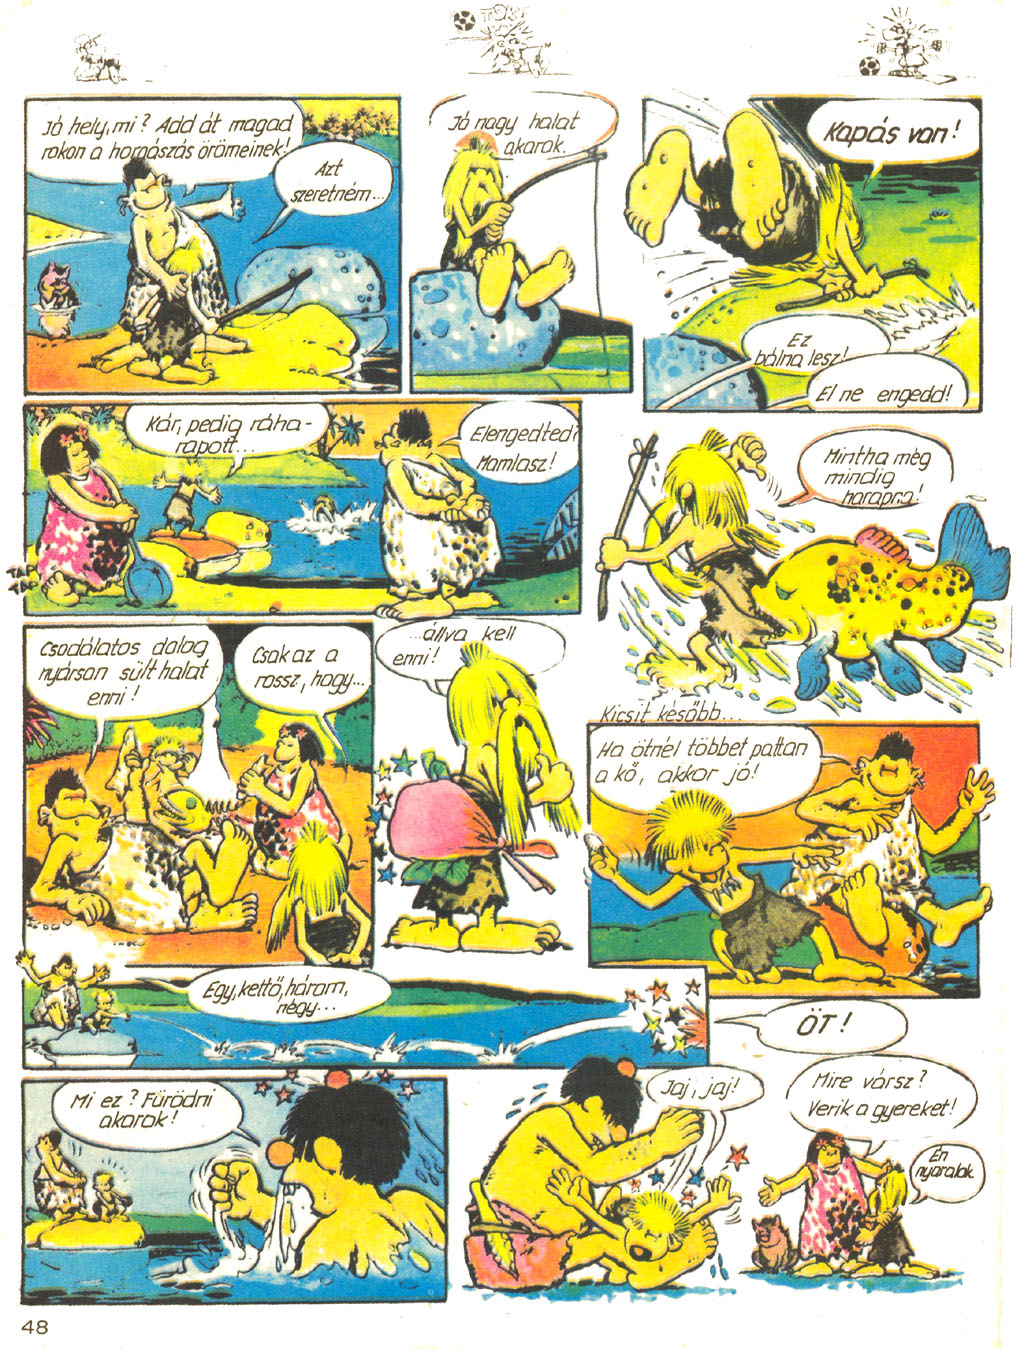 Jó hely, mi? Add át magad
rokon a horgászás örömeinek!
Azt
szeretném...
Jó nagy halat
akarok.
Kapás van!
Ez
bálna lesz!
El ne engedd!
Kár, pedig ráha-
rapott...
Elengedted!
Mamlasz!
Mintha még
mindig
harapna!
Csodálatos dolog
nyárson sült halat
enni!
Csak az a
rossz, hogy...
...állva kell
enni!
Kicsit később...
Ha ötnél többet pattan
a kő, akkor jó!
Egy, kettő, három,
négy...
ÖT!
Mi ez? Fürödni
akarok!
Jaj, jaj!
Mire vársz?
Verik a gyereket!
Én
nyaralok.
48